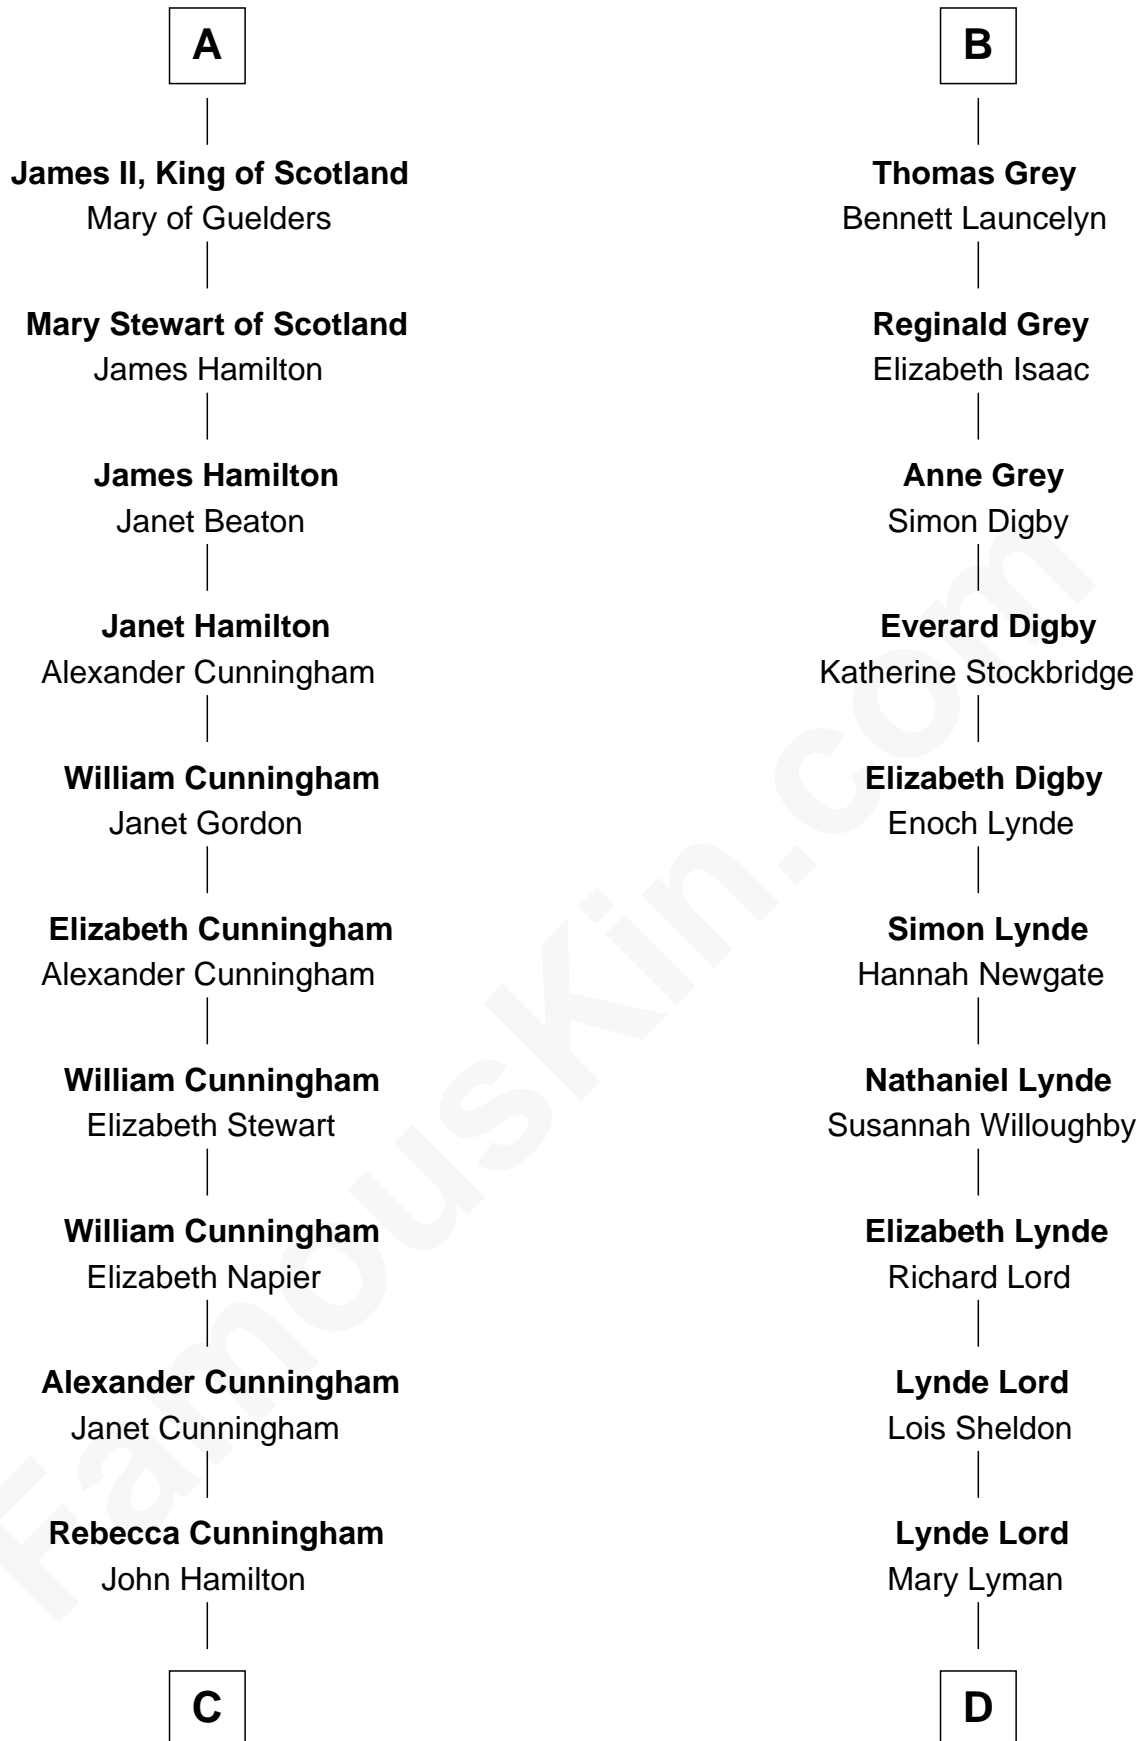 A
James II, King of Scotland
Mary of Guelders
Mary Stewart of Scotland
James Hamilton
James Hamilton
Janet Beaton
Janet Hamilton
Alexander Cunningham
William Cunningham
Janet Gordon
Elizabeth Cunningham
Alexander Cunningham
William Cunningham
Elizabeth Stewart
William Cunningham
Elizabeth Napier
Alexander Cunningham
Janet Cunningham
Rebecca Cunningham
John Hamilton
C
B
Thomas Grey
Bennett Launcelyn
Reginald Grey
Elizabeth Isaac
Anne Grey
Simon Digby
Everard Digby
Katherine Stockbridge
Elizabeth Digby
Enoch Lynde
Simon Lynde
Hannah Newgate
Nathaniel Lynde
Susannah Willoughby
Elizabeth Lynde
Richard Lord
Lynde Lord
Lois Sheldon
Lynde Lord
Mary Lyman
D
FamousKin.com